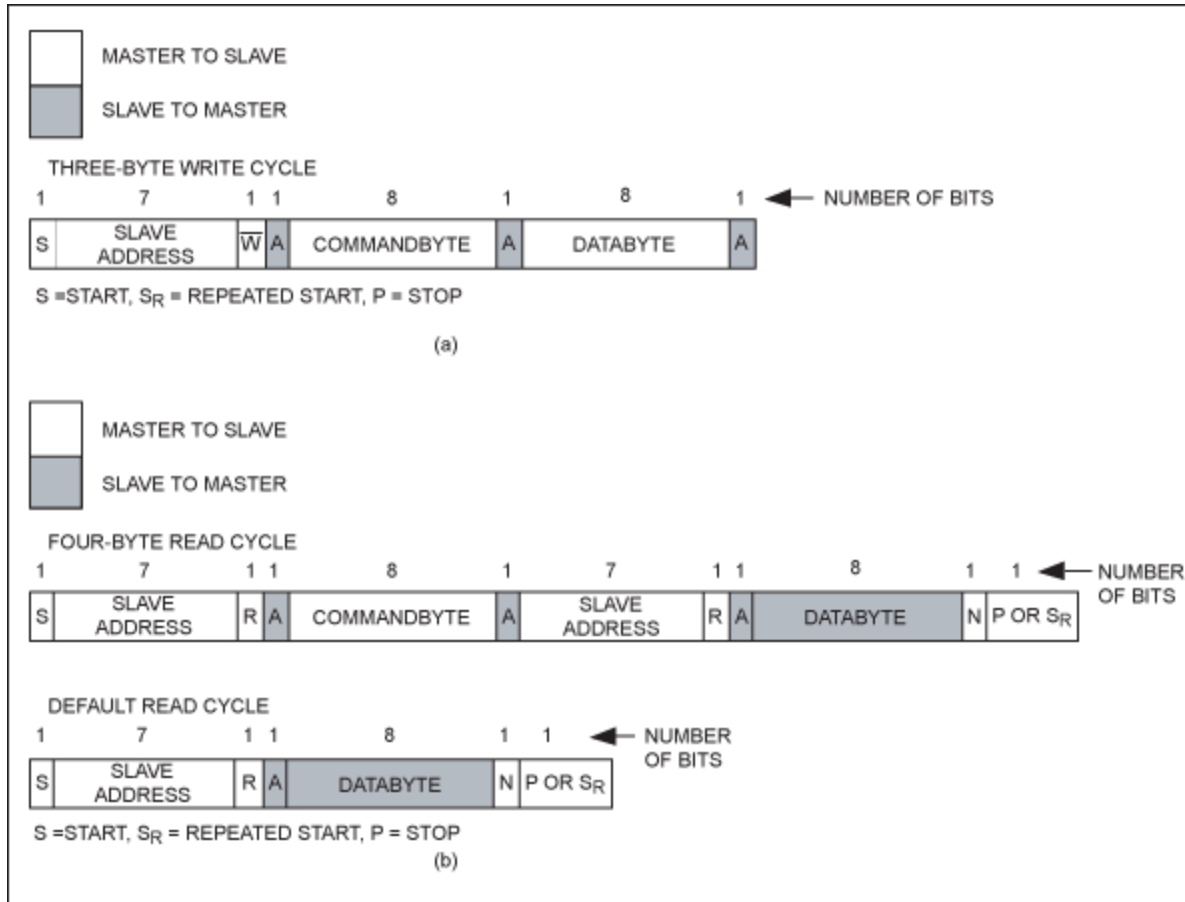 MASTER TO SLAVE
SLAVE TO MASTER
THREE-BYTE WRITE CYCLE
1 7 1 1 8 1 8 1 NUMBER OF BITS
S SLAVE ADDRESS W̅ A COMMANDBYTE A DATABYTE A
S =START, SR = REPEATED START, P = STOP
(a)
MASTER TO SLAVE
SLAVE TO MASTER
FOUR-BYTE READ CYCLE
1 7 1 1 8 1 7 1 1 8 1 1 NUMBER OF BITS
S SLAVE ADDRESS R A COMMANDBYTE A SLAVE ADDRESS R A DATABYTE N P OR SR
DEFAULT READ CYCLE
1 7 1 1 8 1 1 NUMBER OF BITS
S SLAVE ADDRESS R A DATABYTE N P OR SR
S =START, SR = REPEATED START, P = STOP
(b)